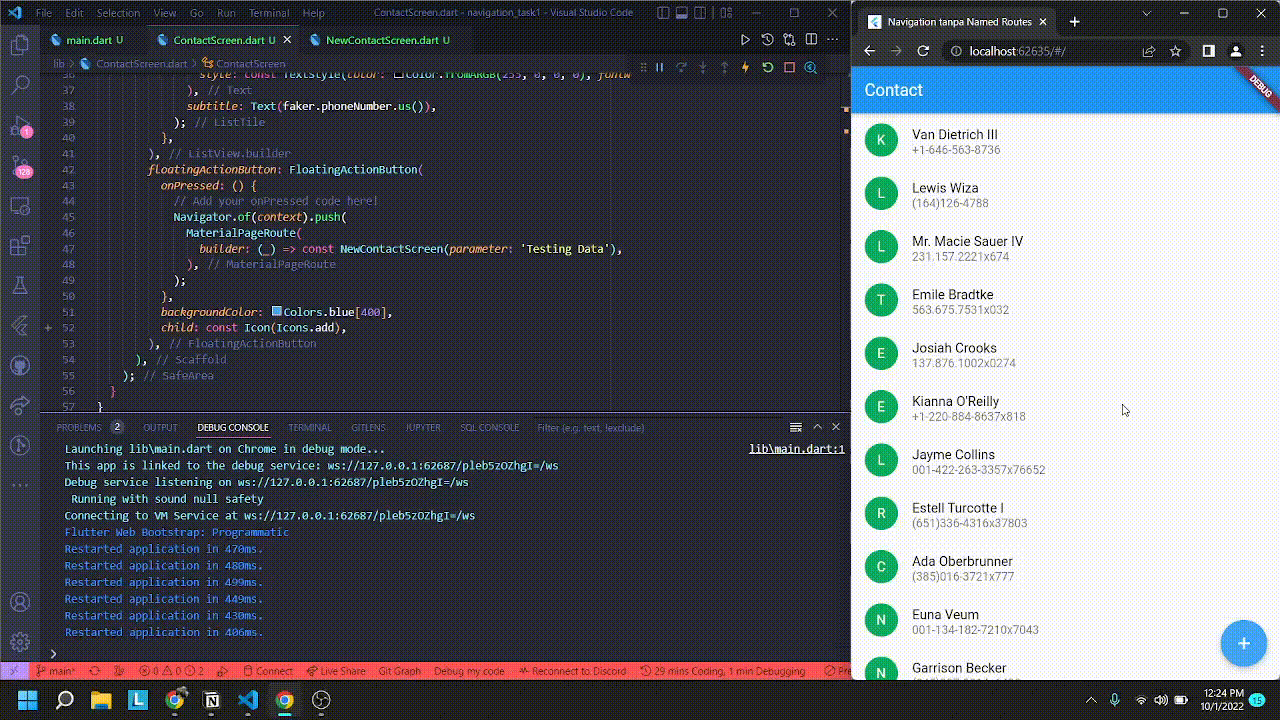 File Edit Selection View Go Run Terminal Help
ContactScreen.dart - navigation_task1 - Visual Studio Code
main.dart U
ContactScreen.dart U
NewContactScreen.dart U
lib > ContactScreen.dart > ContactScreen
36 style: const TextStyle(color: Color.fromARGB(255, 0, 0, 0), fontW
37 ), // Text
38 subtitle: Text(faker.phoneNumber.us()),
39 ); // ListTile
40 },
41 ), // ListView.builder
42 floatingActionButton: FloatingActionButton(
43 onPressed: () {
44 // Add your onPressed code here!
45 Navigator.of(context).push(
46 MaterialPageRoute(
47 builder: (_) => const NewContactScreen(parameter: 'Testing Data'),
48 ), // MaterialPageRoute
49 );
50 },
51 backgroundColor: Colors.blue[400],
52 child: const Icon(Icons.add),
53 ), // FloatingActionButton
54 ), // Scaffold
55 ); // SafeArea
56 }
57 }
1
128
PROBLEMS 2 OUTPUT DEBUG CONSOLE TERMINAL GITLENS JUPYTER SQL CONSOLE Filter (e.g. text, !exclude)
Launching lib\main.dart on Chrome in debug mode...
lib\main.dart:1
This app is linked to the debug service: ws://127.0.0.1:62687/pleb5zOZhgI=/ws
Debug service listening on ws://127.0.0.1:62687/pleb5zOZhgI=/ws
Running with sound null safety
Connecting to VM Service at ws://127.0.0.1:62687/pleb5zOZhgI=/ws
Flutter Web Bootstrap: Programmatic
Restarted application in 470ms.
Restarted application in 480ms.
Restarted application in 499ms.
Restarted application in 449ms.
Restarted application in 430ms.
Restarted application in 406ms.
main* 0 0 2 Connect Live Share Git Graph Debug my code Reconnect to Discord 29 mins Coding, 1 min Debugging
Navigation tanpa Named Routes
localhost:62635/#/
Contact
DEBUG
K Van Dietrich III
+1-646-563-8736
L Lewis Wiza
(164)126-4788
L Mr. Macie Sauer IV
231.157.2221x674
T Emile Bradtke
563.675.7531x032
E Josiah Crooks
137.876.1002x0274
E Kianna O'Reilly
+1-220-884-8637x818
L Jayme Collins
001-422-263-3357x76652
R Estell Turcotte I
(651)336-4316x37803
C Ada Oberbrunner
(385)016-3721x777
N Euna Veum
001-134-182-7210x7043
N Garrison Becker
12:24 PM
10/1/2022
15